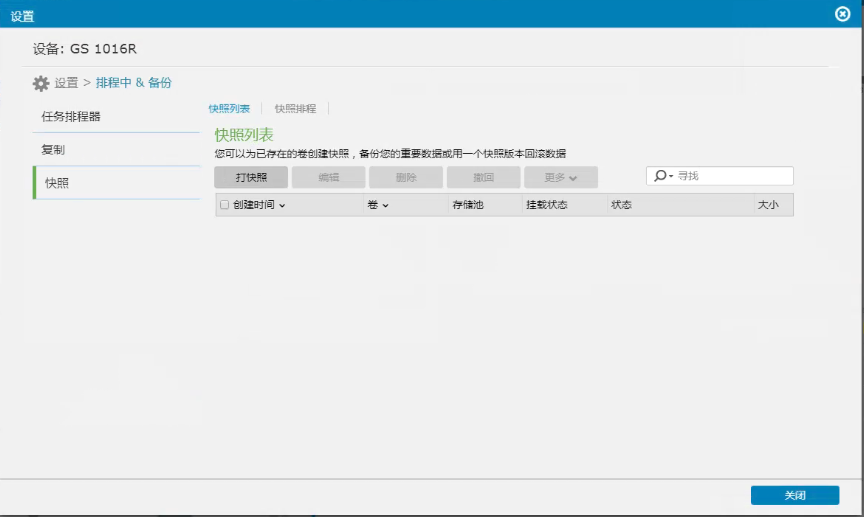 设置
设备: GS 1016R
设置 > 排程中 & 备份
任务排程器
复制
快照
快照列表 快照排程
快照列表
您可以为已存在的卷创建快照，备份您的重要数据或用一个快照版本回滚数据
打快照 编辑 删除 撤回 更多 寻找
创建时间 卷 存储池 挂载状态 状态 大小
关闭